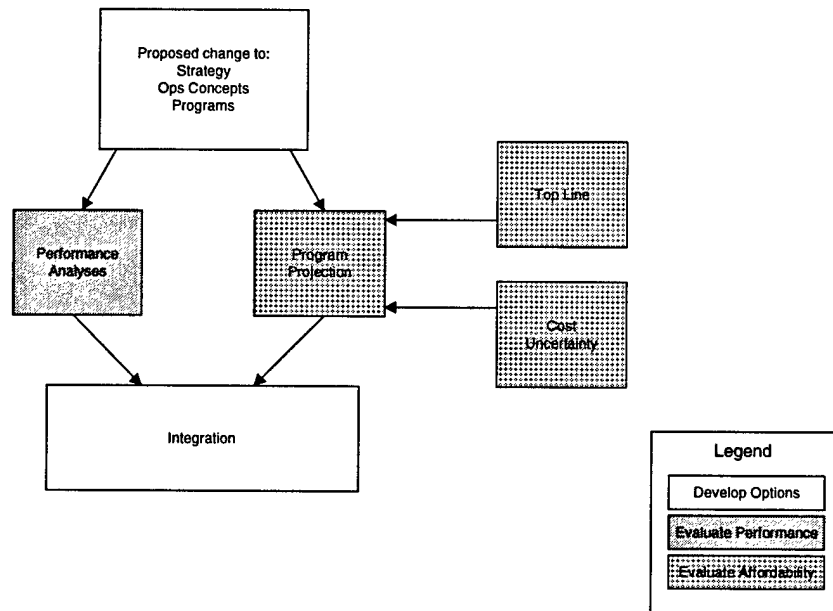 Proposed change to:
Strategy
Ops Concepts
Programs
Top Line
Performance
Analyses
Program
Projection
Cost
Uncertainty
Integration
Legend
Develop Options
Evaluate Performance
Evaluate Affordability